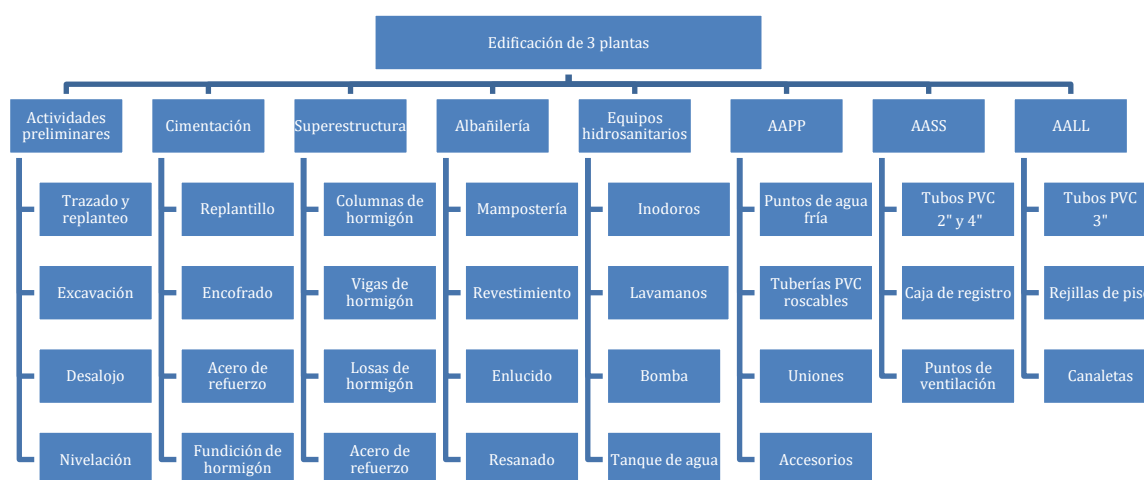 Edificación de 3 plantas
Actividades
preliminares
Cimentación
Superestructura
Albañilería
Equipos
hidrosanitarios
AAPP
AASS
AALL
Trazado y
replanteo
Replantillo
Columnas de
hormigón
Mampostería
Inodoros
Puntos de agua
fría
Tubos PVC
2" y 4"
Tubos PVC
3"
Excavación
Encofrado
Vigas de
hormigón
Revestimiento
Lavamanos
Tuberías PVC
roscables
Caja de registro
Rejillas de pis
Desalojo
Acero de
refuerzo
Losas de
hormigón
Enlucido
Bomba
Uniones
Puntos de
ventilación
Canaletas
Nivelación
Fundición de
hormigón
Acero de
refuerzo
Resanado
Tanque de agua
Accesorios